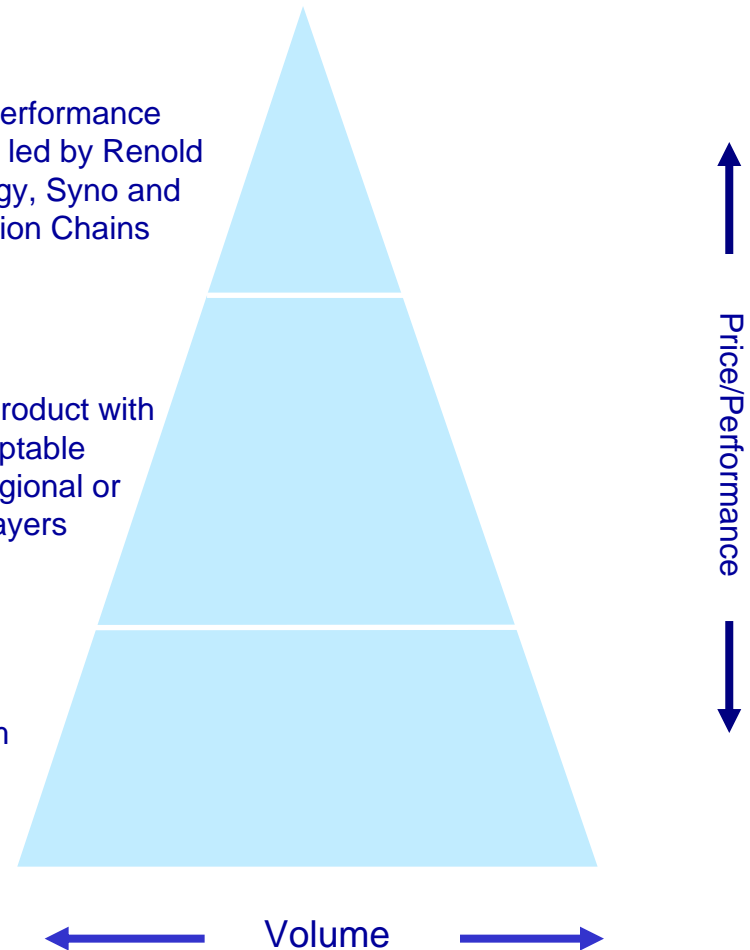 erformance
led by Renold
gy, Syno and
ion Chains
roduct with
ptable
gional or
ayers
n
Price/Performance
Volume